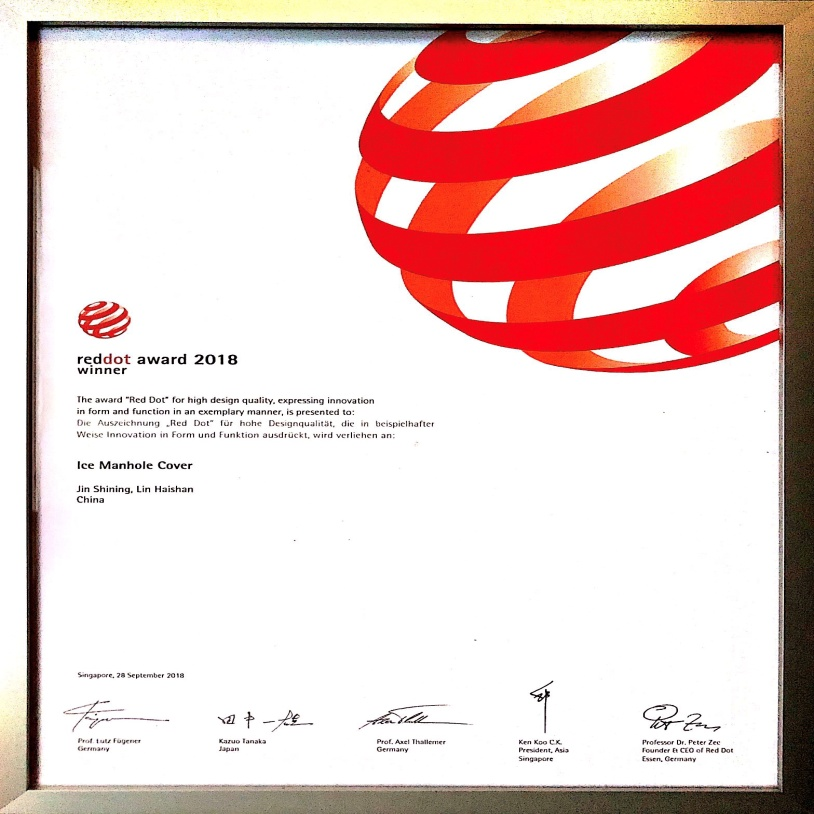 reddot award 2018
winner
The award "Red Dot" for high design quality, expressing innovation
in form and function in an exemplary manner, is presented to:
Die Auszeichnung „Red Dot" für hohe Designqualität, die in beispielhafter
Weise Innovation in Form und Funktion ausdrückt, wird verliehen an:
Ice Manhole Cover
Jin Shining, Lin Haishan
China
Singapore, 28 September 2018
Prof. Lutz Fügener
Germany
Kazuo Tanaka
Japan
Prof. Axel Thallemer
Germany
Ken Koo C.K.
President, Asia
Singapore
Professor Dr. Peter Zec
Founder & CEO of Red Dot
Essen, Germany